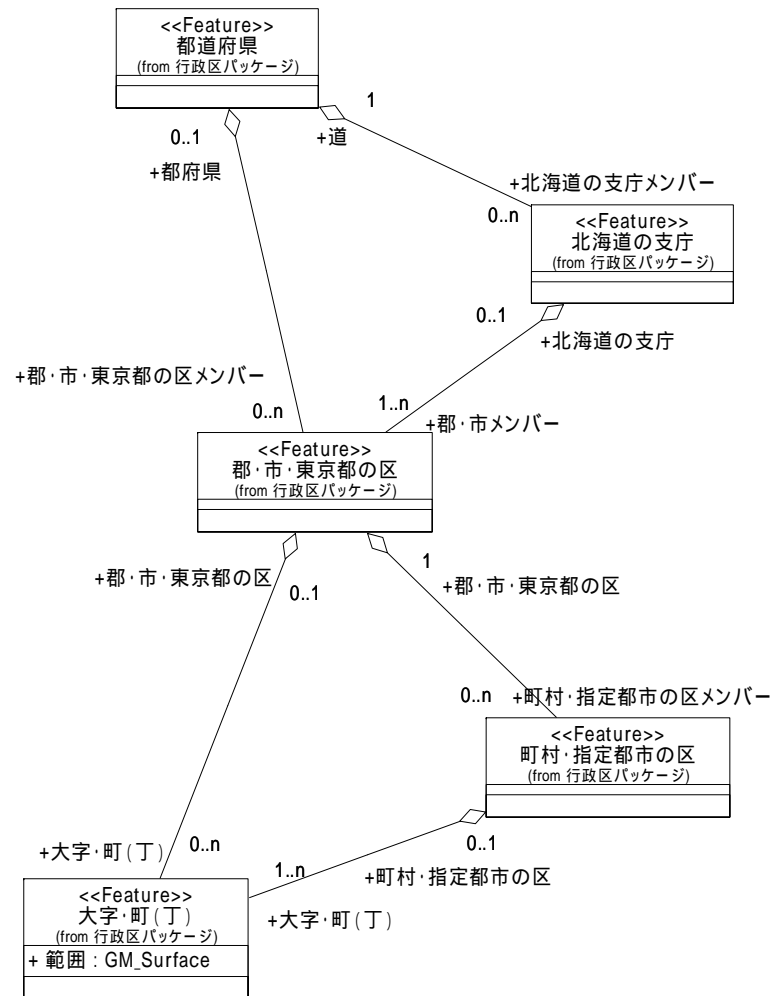 <<Feature>>
都道府県
(from 行政区パッケージ)
1
0..1
+道
+都府県
+北海道の支庁メンバー
0..n
<<Feature>>
北海道の支庁
(from 行政区パッケージ)
0..1
+北海道の支庁
+郡･市･東京都の区メンバー
1..n
0..n
+郡･市メンバー
<<Feature>>
郡･市･東京都の区
(from 行政区パッケージ)
1
+郡･市･東京都の区
0..1
+郡･市･東京都の区
0..n
+町村･指定都市の区メンバー
<<Feature>>
町村･指定都市の区
(from 行政区パッケージ)
0..n
0..1
+大字･町(丁)
1..n
+町村･指定都市の区
<<Feature>>
大字･町(丁)
(from 行政区パッケージ)
+大字･町(丁)
+ 範囲 : GM_Surface